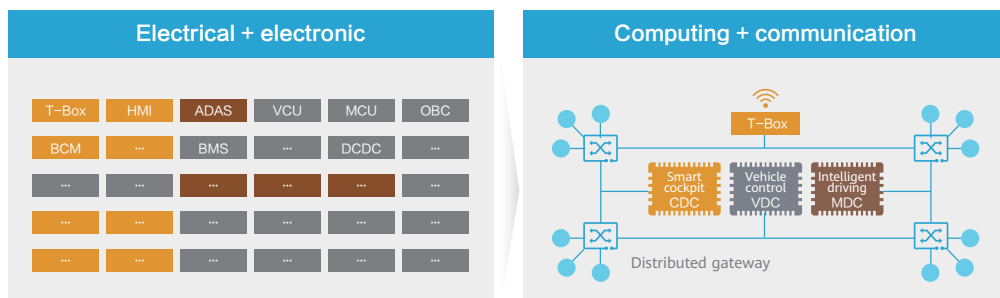 Electrical + electronic
T-Box HMI ADAS VCU MCU OBC
BCM ... BMS ... DCDC ...
... ... ... ... ... ...
... ... ... ... ... ...
... ... ... ... ... ...
Computing + communication
T-Box
Smart
cockpit
CDC
Vehicle
control
VDC
Intelligent
driving
MDC
Distributed gateway